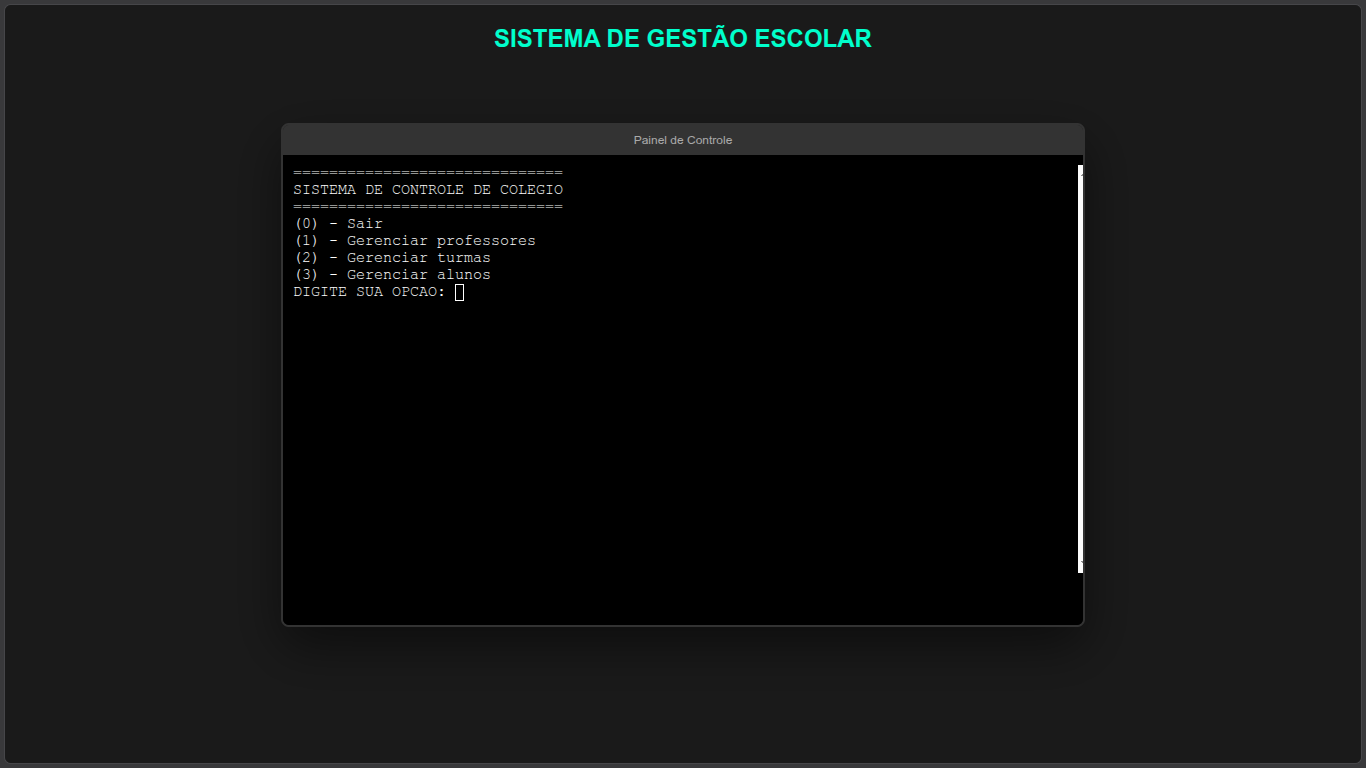 SISTEMA DE GESTÃO ESCOLAR
Painel de Controle
==============================
SISTEMA DE CONTROLE DE COLEGIO
==============================
(0) - Sair
(1) - Gerenciar professores
(2) - Gerenciar turmas
(3) - Gerenciar alunos
DIGITE SUA OPCAO: